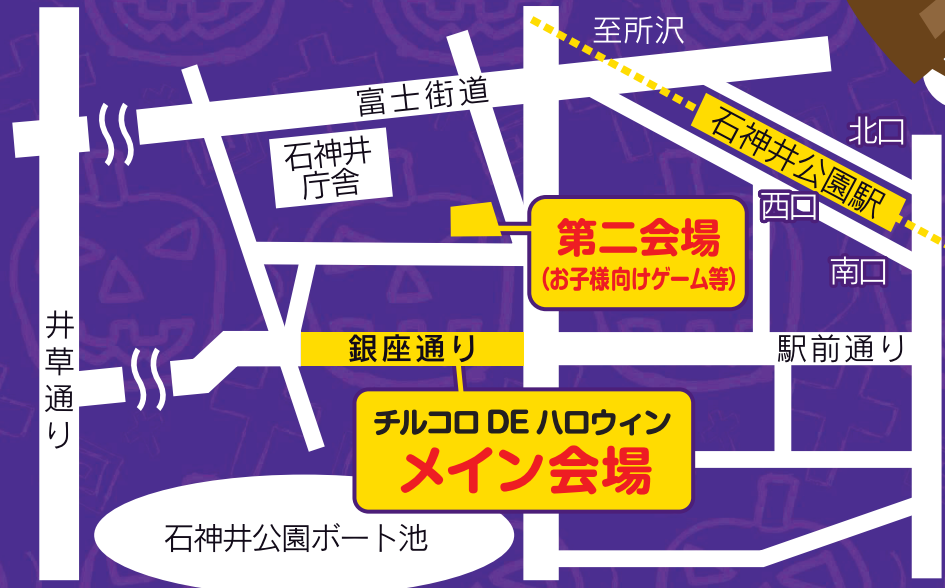 至所沢
富士街道
石神井公園駅
北口
石神井
庁舎
西口
第二会場
(お子様向けゲーム等)
南口
井草通り
銀座通り
駅前通り
チルコロ DE ハロウィン
メイン会場
石神井公園ボート池